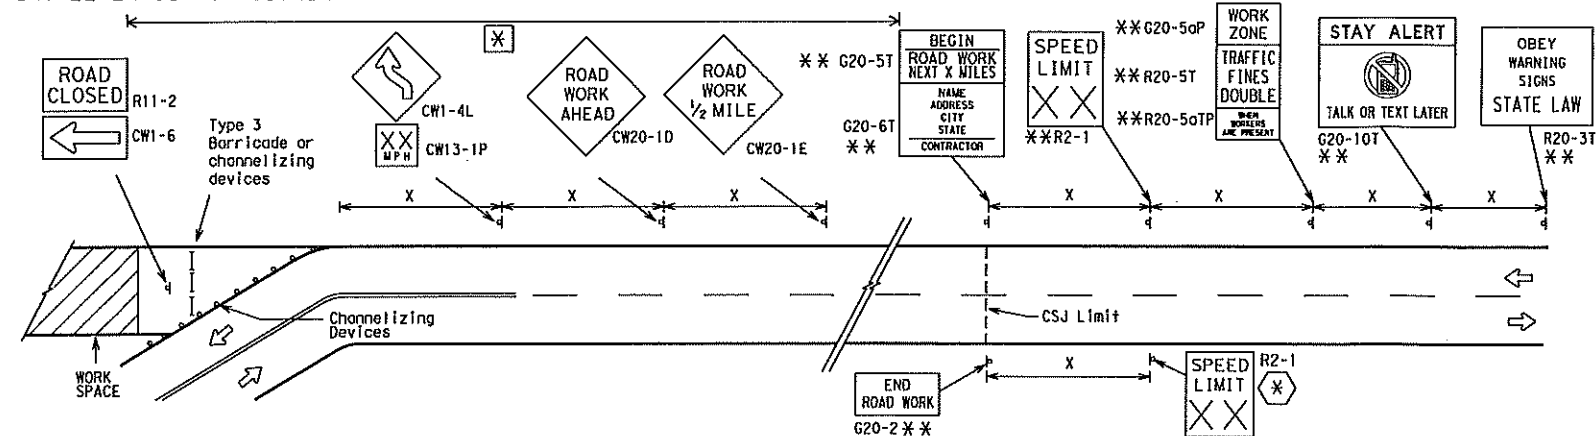 ROAD
CLOSED
R11-2
CW1-6
Type 3
Barricade or
channelizing
devices
CW1-4L
XX
MPH
CW13-1P
*
ROAD
WORK
AHEAD
CW20-1D
ROAD
WORK
1/2 MILE
CW20-1E
** G20-5T
G20-6T
**
BEGIN
ROAD WORK
NEXT X MILES
NAME
ADDRESS
CITY
STATE
CONTRACTOR
SPEED
LIMIT
XX
**R2-1
**G20-5aP
**R20-5T
**R20-5aTP
WORK
ZONE
TRAFFIC
FINES
DOUBLE
WHEN
WORKERS
ARE PRESENT
STAY ALERT
TALK OR TEXT LATER
G20-10T
**
OBEY
WARNING
SIGNS
STATE LAW
R20-3T
**
X
X
X
X
X
X
X
Channelizing
Devices
WORK
SPACE
CSJ Limit
X
END
ROAD WORK
G20-2 **
SPEED
LIMIT
XX
R2-1
*